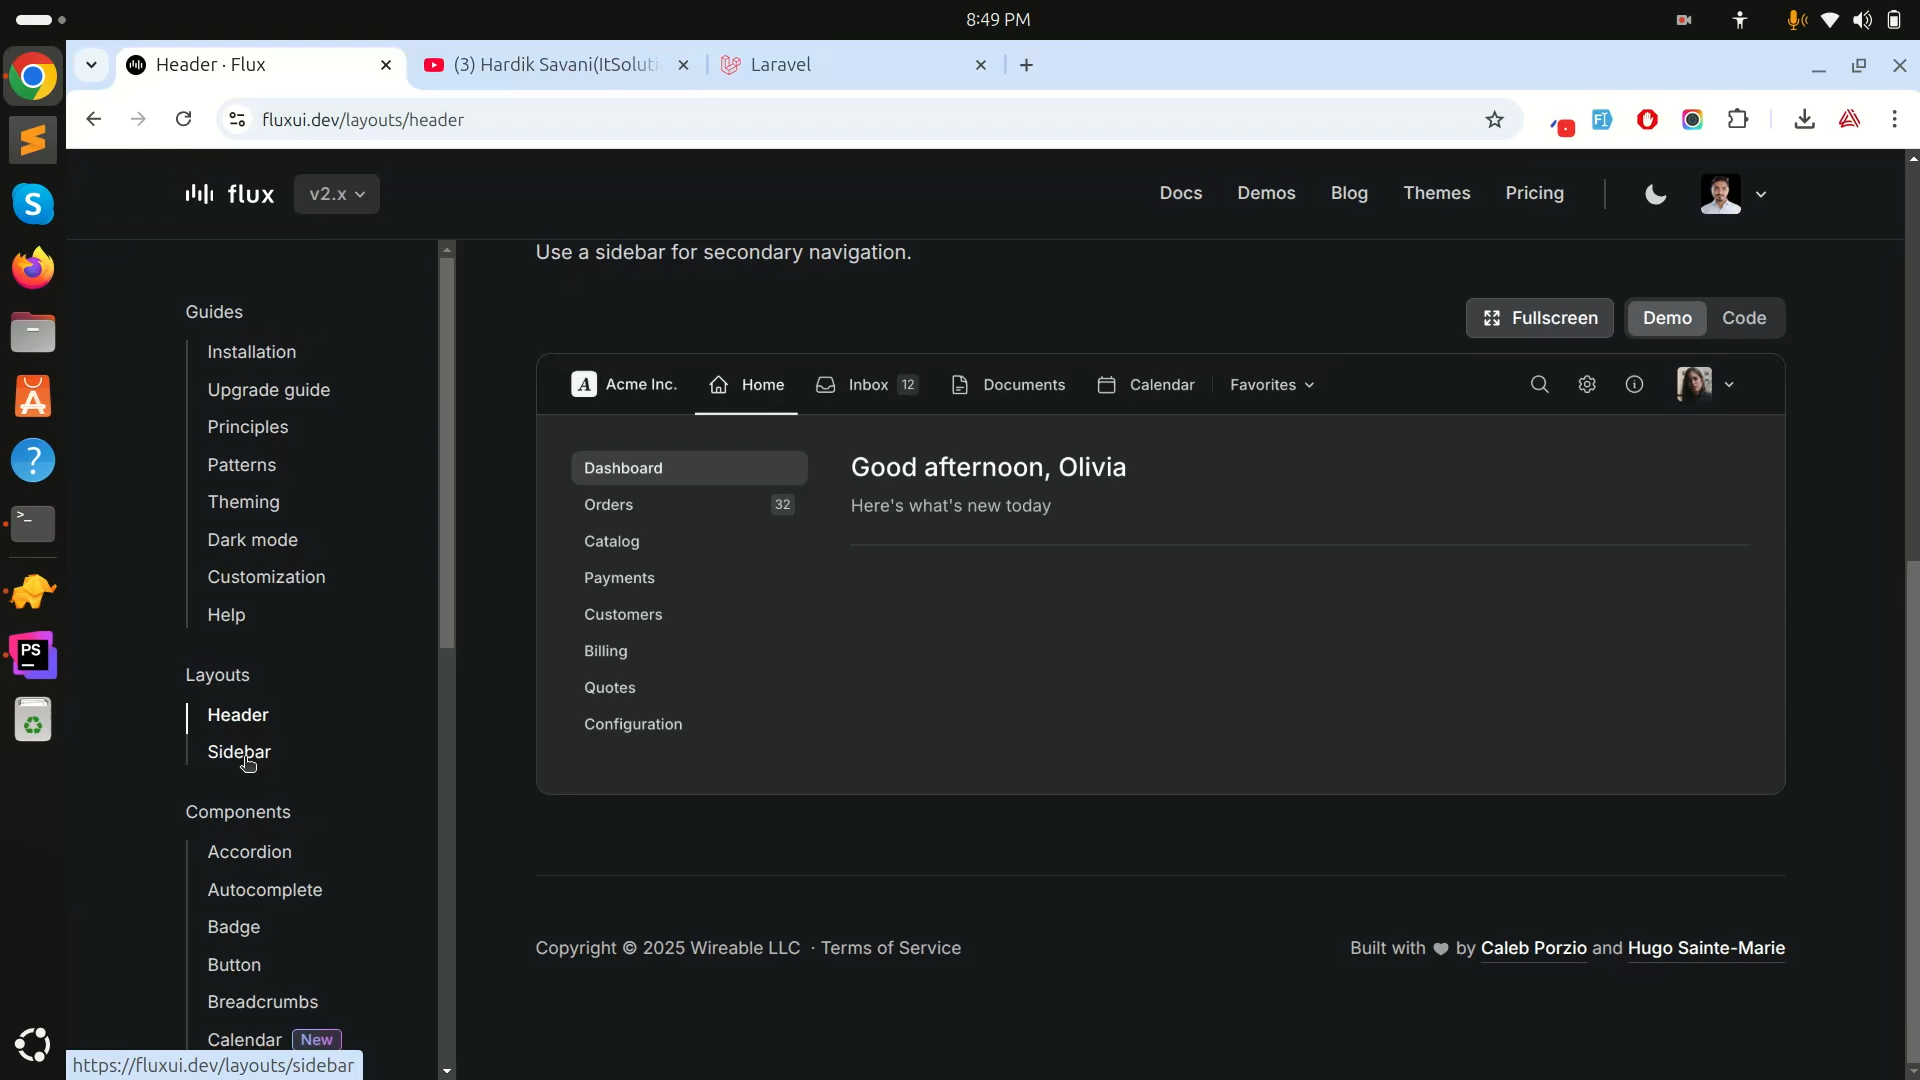 8:49 PM
Header · Flux
(3) Hardik Savani(ItSoluti
Laravel
fluxui.dev/layouts/header
flux
v2.x
Docs
Demos
Blog
Themes
Pricing
Guides
Installation
Upgrade guide
Principles
Patterns
Theming
Dark mode
Customization
Help
Layouts
Header
Sidebar
Components
Accordion
Autocomplete
Badge
Button
Breadcrumbs
Calendar New
https://fluxui.dev/layouts/sidebar
Use a sidebar for secondary navigation.
Fullscreen
Demo
Code
A Acme Inc.
Home
Inbox 12
Documents
Calendar
Favorites
Dashboard
Orders 32
Catalog
Payments
Customers
Billing
Quotes
Configuration
Good afternoon, Olivia
Here's what's new today
Copyright © 2025 Wireable LLC · Terms of Service
Built with ♥ by Caleb Porzio and Hugo Sainte-Marie
S
A
?
>_
PS